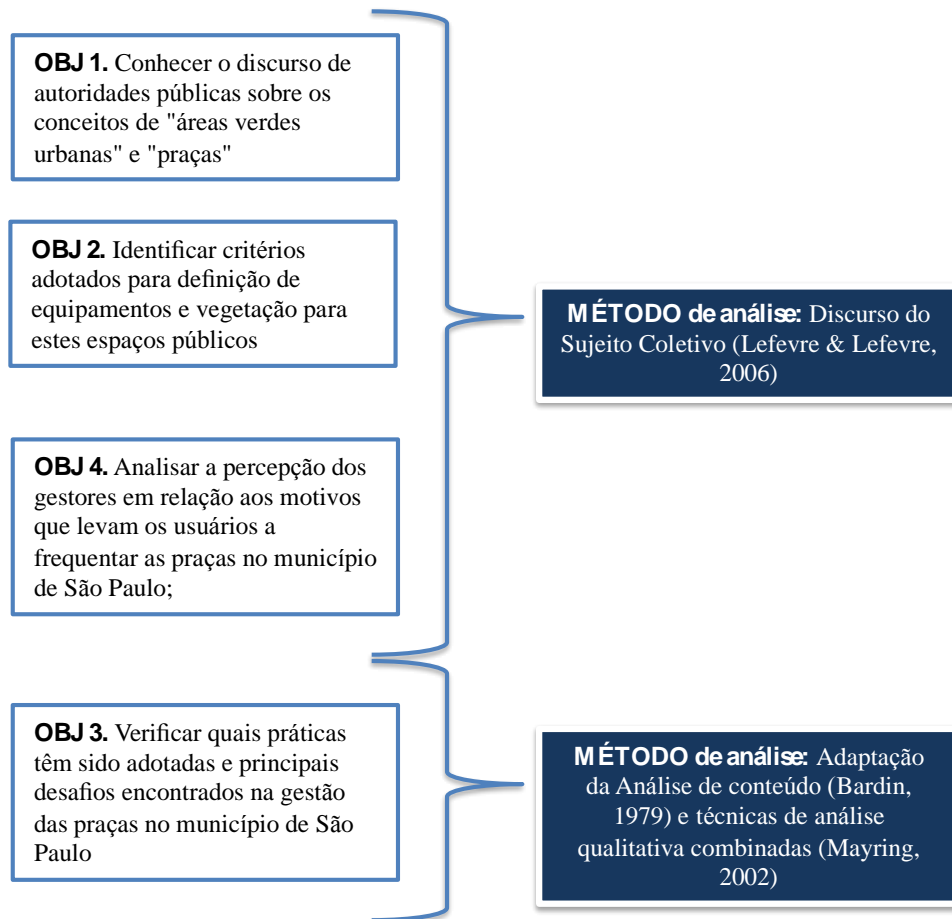 OBJ 1. Conhecer o discurso de
autoridades públicas sobre os
conceitos de "áreas verdes
urbanas" e "praças"
OBJ 2. Identificar critérios
adotados para definição de
equipamentos e vegetação para
estes espaços públicos
OBJ 4. Analisar a percepção dos
gestores em relação aos motivos
que levam os usuários a
frequentar as praças no município
de São Paulo;
MÉTODO de análise: Discurso do
Sujeito Coletivo (Lefevre & Lefevre,
2006)
OBJ 3. Verificar quais práticas
têm sido adotadas e principais
desafios encontrados na gestão
das praças no município de São
Paulo
MÉTODO de análise: Adaptação
da Análise de conteúdo (Bardin,
1979) e técnicas de análise
qualitativa combinadas (Mayring,
2002)